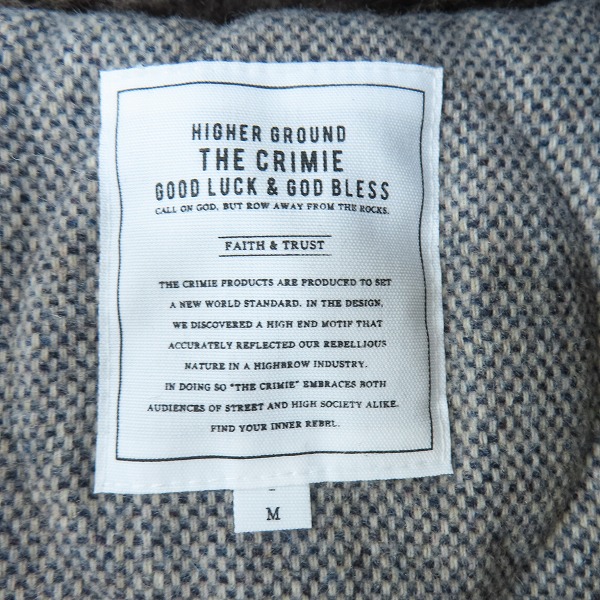 HIGHER GROUND
THE CRIMIE
GOOD LUCK & GOD BLESS
CALL ON GOD, BUT ROW AWAY FROM THE ROCKS.
FAITH & TRUST
THE CRIMIE PRODUCTS ARE PRODUCED TO SET
A NEW WORLD STANDARD. IN THE DESIGN,
WE DISCOVERED A HIGH END MOTIF THAT
ACCURATELY REFLECTED OUR REBELLIOUS
NATURE IN A HIGHBROW INDUSTRY.
IN DOING SO "THE CRIMIE" EMBRACES BOTH
AUDIENCES OF STREET AND HIGH SOCIETY ALIKE.
FIND YOUR INNER REBEL.
M